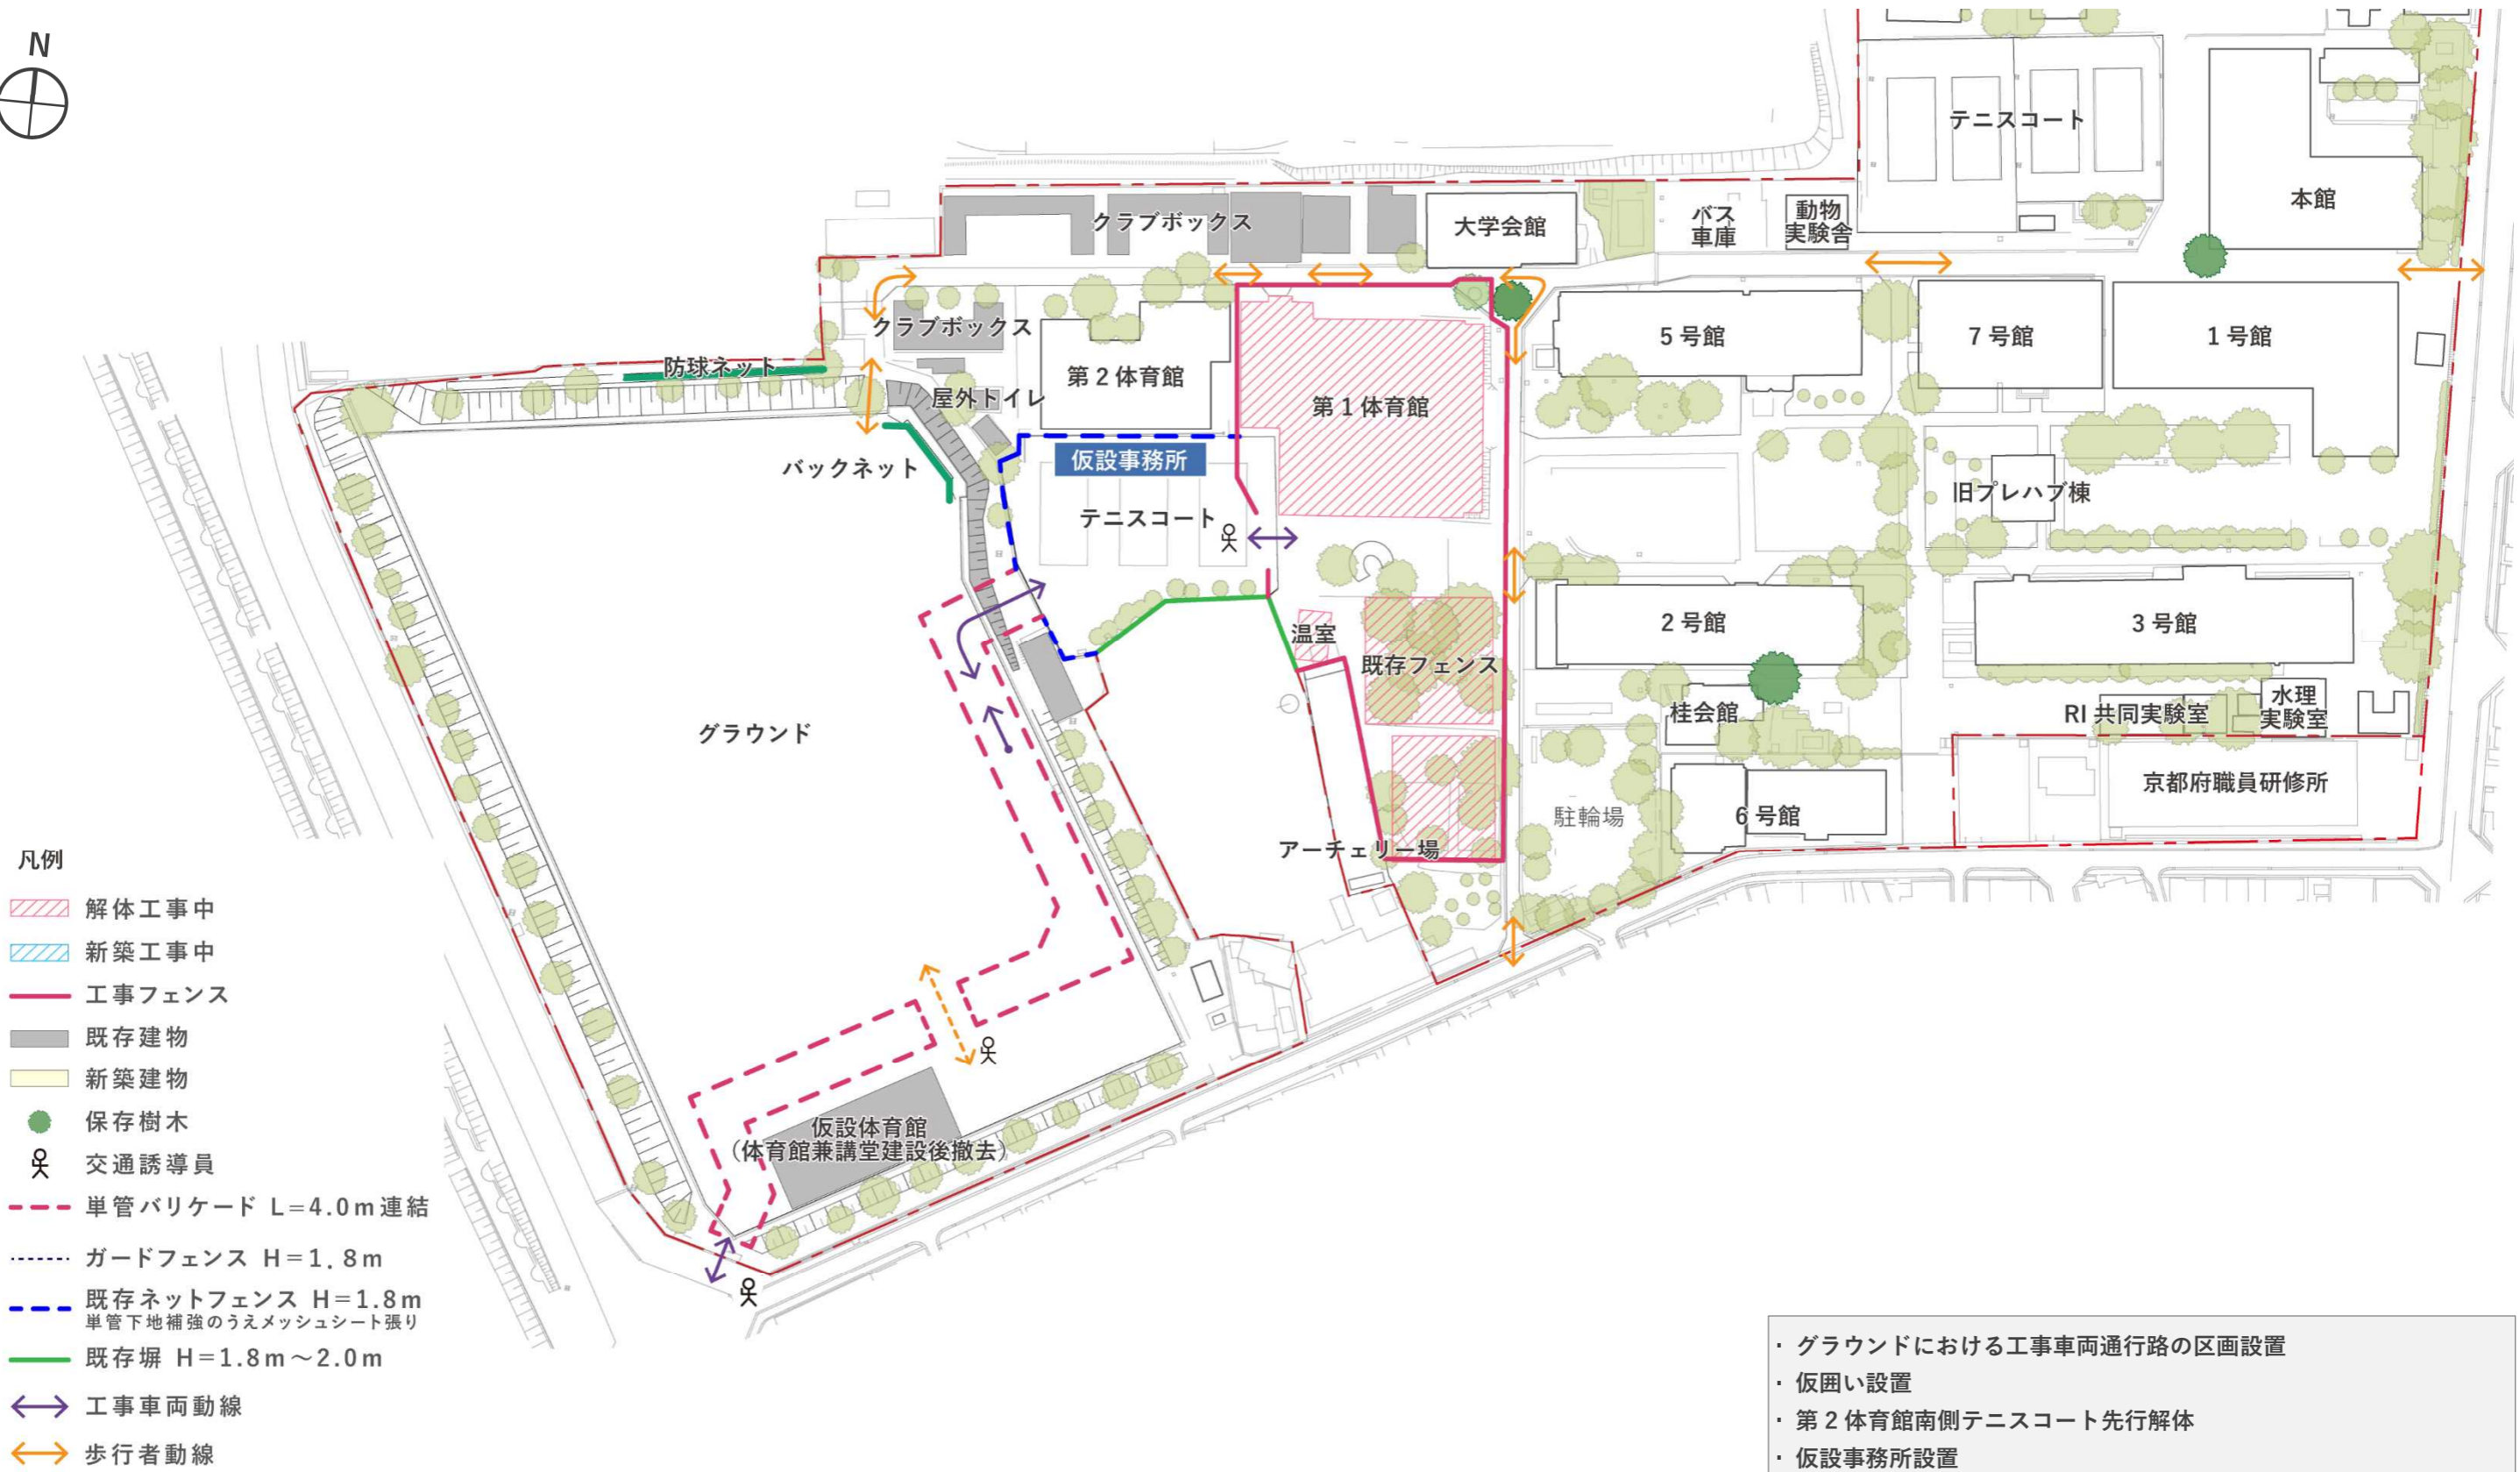 N
テニスコート
本館
クラブボックス
大学会館
バス
車庫
動物
実験舎
クラブボックス
防球ネット
第2体育館
屋外トイレ
第1体育館
5号館
7号館
1号館
バックネット
仮設事務所
テニスコート
旧プレハブ棟
温室
既存フェンス
2号館
3号館
グラウンド
桂会館
RI共同実験室
水理
実験室
京都府職員研修所
駐輪場
6号館
アーチェリー場
仮設体育館
(体育館兼講堂建設後撤去)
凡例
解体工事中
新築工事中
工事フェンス
既存建物
新築建物
保存樹木
交通誘導員
単管バリケード L=4.0m連結
ガードフェンス H=1.8m
既存ネットフェンス H=1.8m
単管下地補強のうえメッシュシート張り
既存塀 H=1.8m～2.0m
工事車両動線
歩行者動線
・グラウンドにおける工事車両通行路の区画設置
・仮囲い設置
・第2体育館南側テニスコート先行解体
・仮設事務所設置